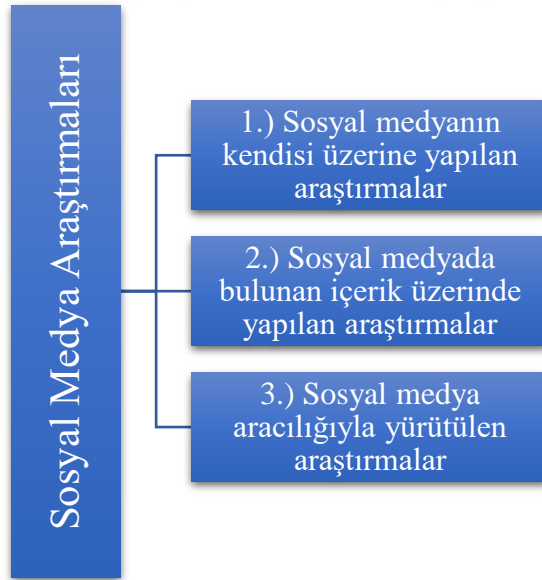 Sosyal Medya Araştırmaları
1.) Sosyal medyanın
kendisi üzerine yapılan
araştırmalar
2.) Sosyal medyada
bulunan içerik üzerinde
yapılan araştırmalar
3.) Sosyal medya
aracılığıyla yürütülen
araştırmalar